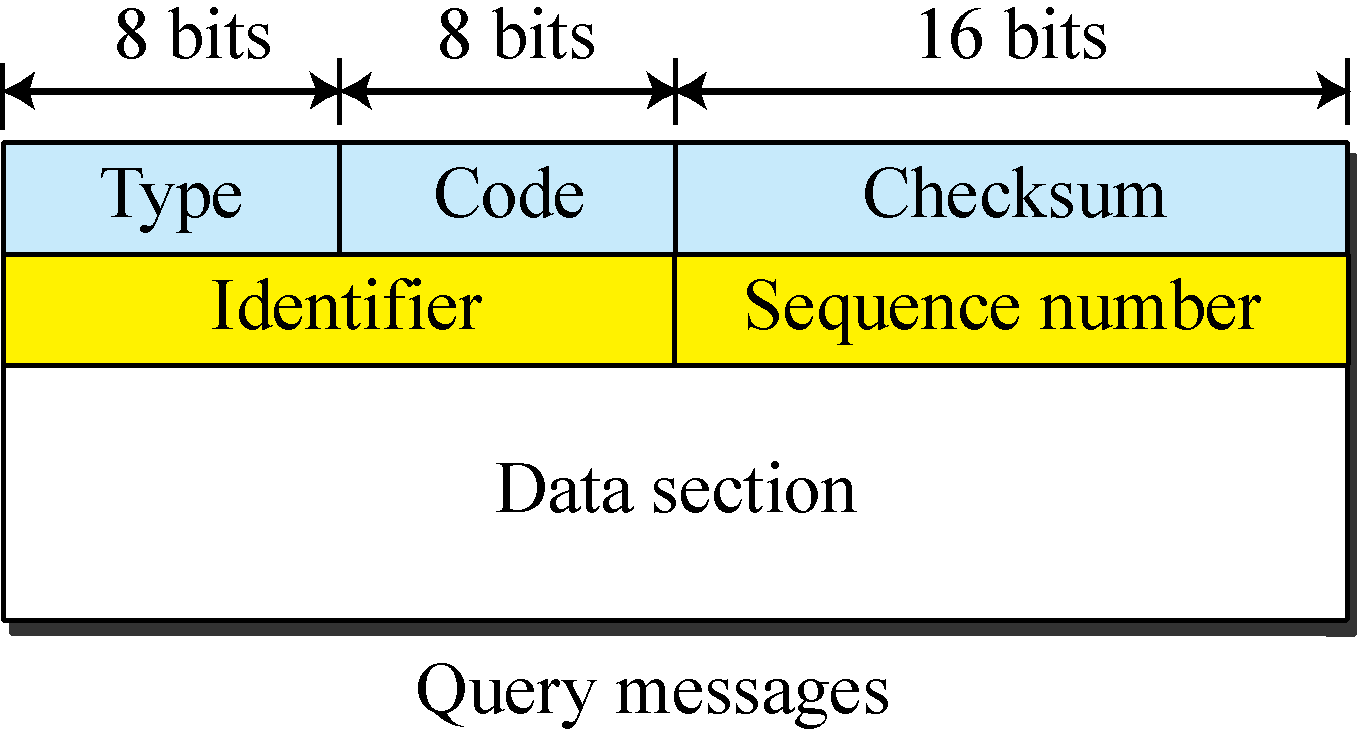 8 bits 8 bits 16 bits
Type Code Checksum
Identifier Sequence number
Data section
Query messages